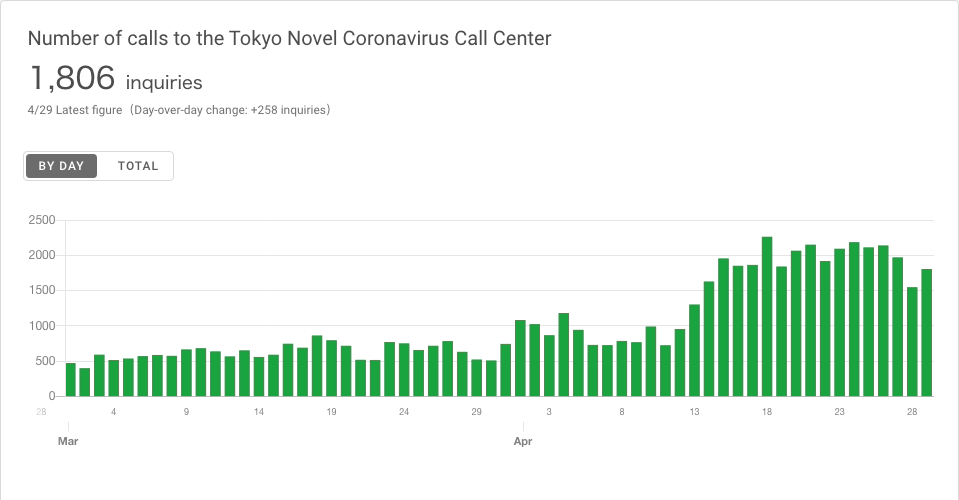 Number of calls to the Tokyo Novel Coronavirus Call Center
1,806 inquiries
4/29 Latest figure（Day-over-day change: +258 inquiries）
BY DAY TOTAL
2500
2000
1500
1000
500
0
28 4 9 14 19 24 29 3 8 13 18 23 28
Mar Apr